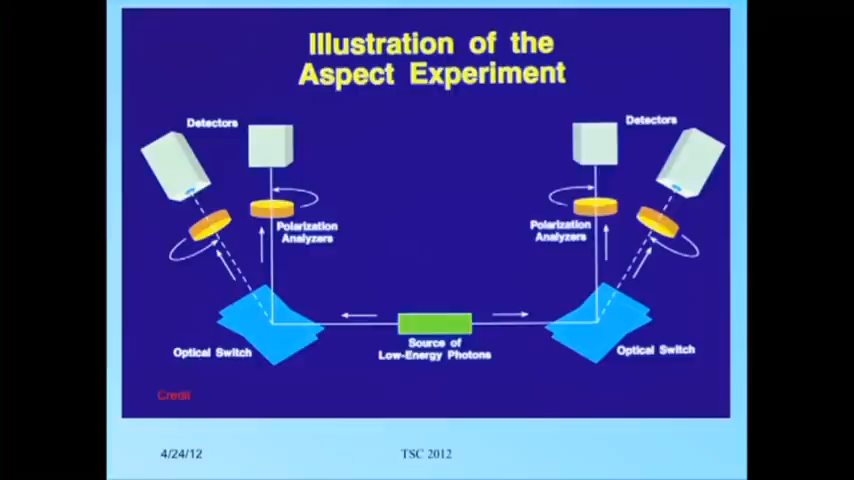 Illustration of the
Aspect Experiment
Detectors
Detectors
Polarization
Analyzers
Polarization
Analyzers
Optical Switch
Source of
Low-Energy Photons
Optical Switch
Credit
4/24/12
TSC 2012